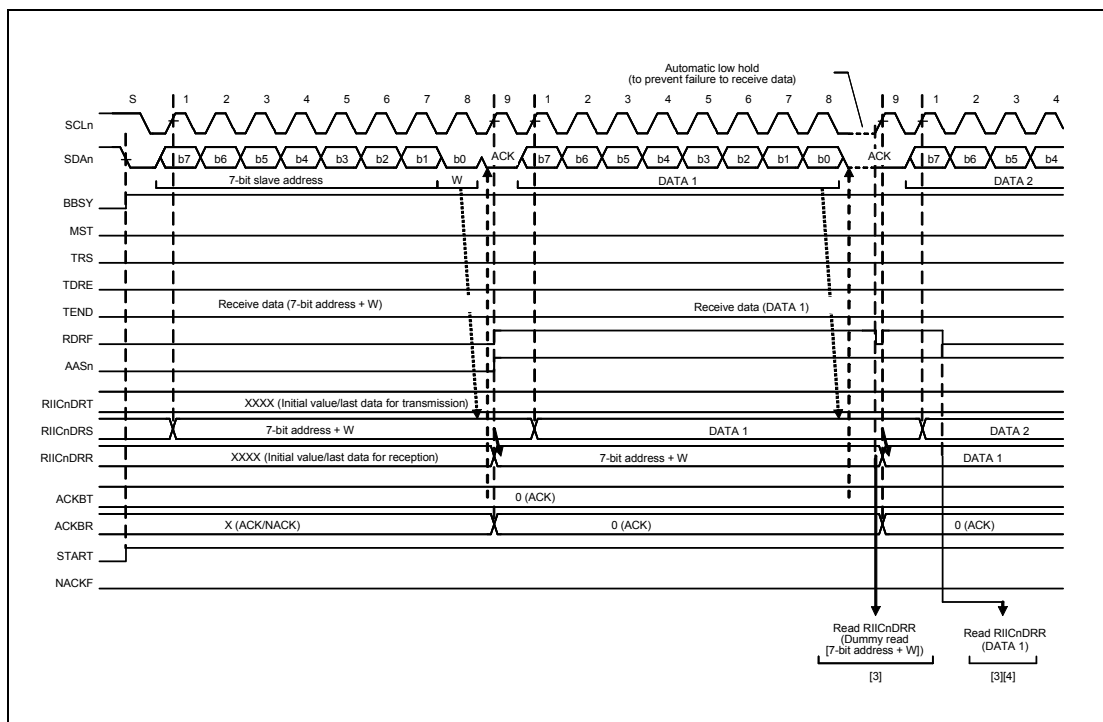 Automatic low hold
(to prevent failure to receive data)
S 1 2 3 4 5 6 7 8 9 1 2 3 4 5 6 7 8 9 1 2 3 4
SCLn
SDAn b7 b6 b5 b4 b3 b2 b1 b0 ACK b7 b6 b5 b4 b3 b2 b1 b0 ACK b7 b6 b5 b4
7-bit slave address W DATA 1 DATA 2
BBSY
MST
TRS
TDRE
Receive data (7-bit address + W) Receive data (DATA 1)
TEND
RDRF
AASn
RIICnDRT XXXX (Initial value/last data for transmission)
RIICnDRS 7-bit address + W DATA 1 DATA 2
RIICnDRR XXXX (Initial value/last data for reception) 7-bit address + W DATA 1
ACKBT 0 (ACK)
ACKBR X (ACK/NACK) 0 (ACK) 0 (ACK)
START
NACKF
Read RIICnDRR
(Dummy read
[7-bit address + W])
[3]
Read RIICnDRR
(DATA 1)
[3][4]